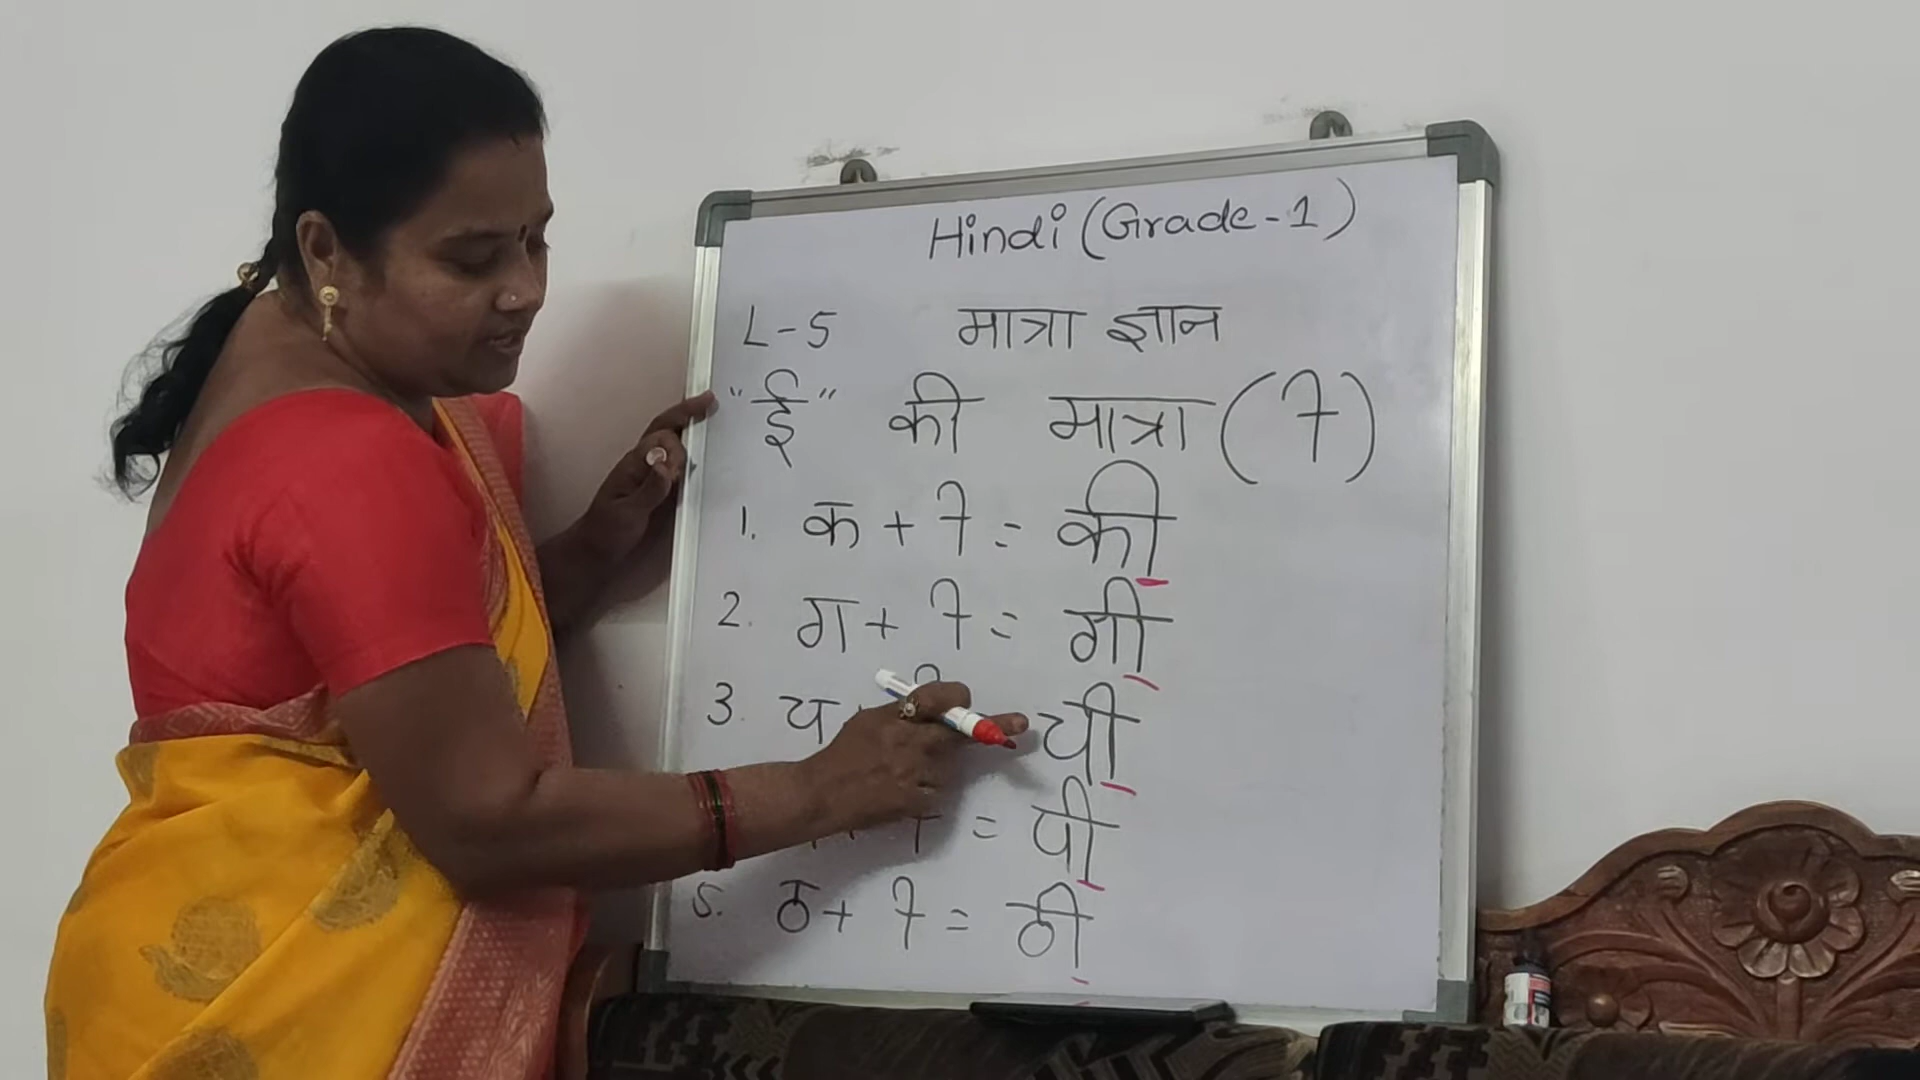 Hindi (Grade-1)
L-5 मात्रा ज्ञान
"ई" की मात्रा (ी)
1. क + ी = की
2. ग + ी = गी
3. य + ी यी
+ ी = पी
5. ठ + ी = ठी